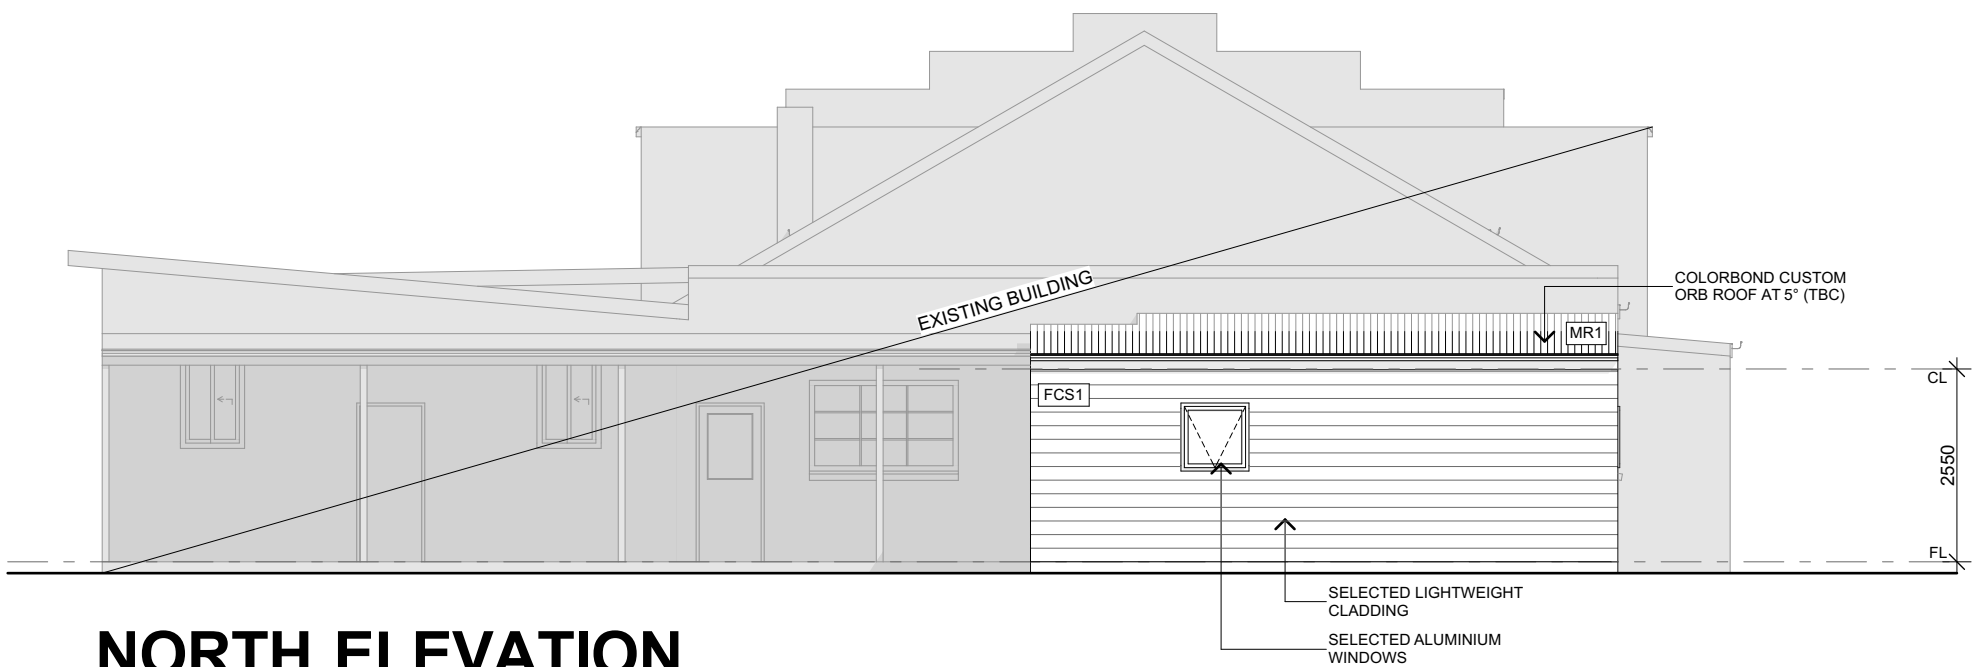 EXISTING BUILDING
COLORBOND CUSTOM
ORB ROOF AT 5° (TBC)
MR1
FCS1
CL
2550
FL
SELECTED LIGHTWEIGHT
CLADDING
SELECTED ALUMINIUM
WINDOWS
NORTH ELEVATION